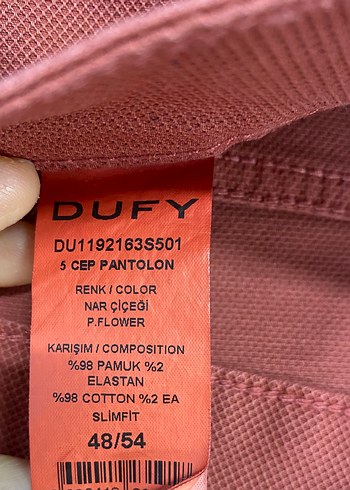 DUFY
DU1192163S501
5 CEP PANTOLON
RENK / COLOR
NAR ÇİÇEĞİ
P.FLOWER
KARIŞIM / COMPOSITION
%98 PAMUK %2
ELASTAN
%98 COTTON %2 EA
SLIMFIT
48/54